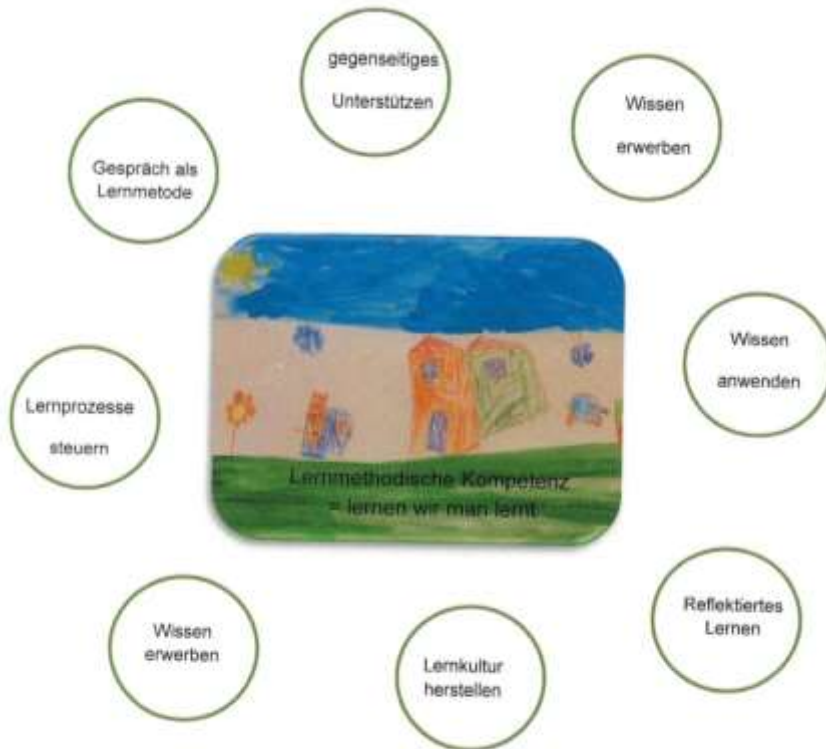 gegenseitiges
Unterstützen
Wissen
erwerben
Gespräch als
Lernmetode
Wissen
anwenden
Lernprozesse
steuern
Lernmethodische Kompetenz
= lernen wir man lernt
Reflektiertes
Lernen
Wissen
erwerben
Lernkultur
herstellen